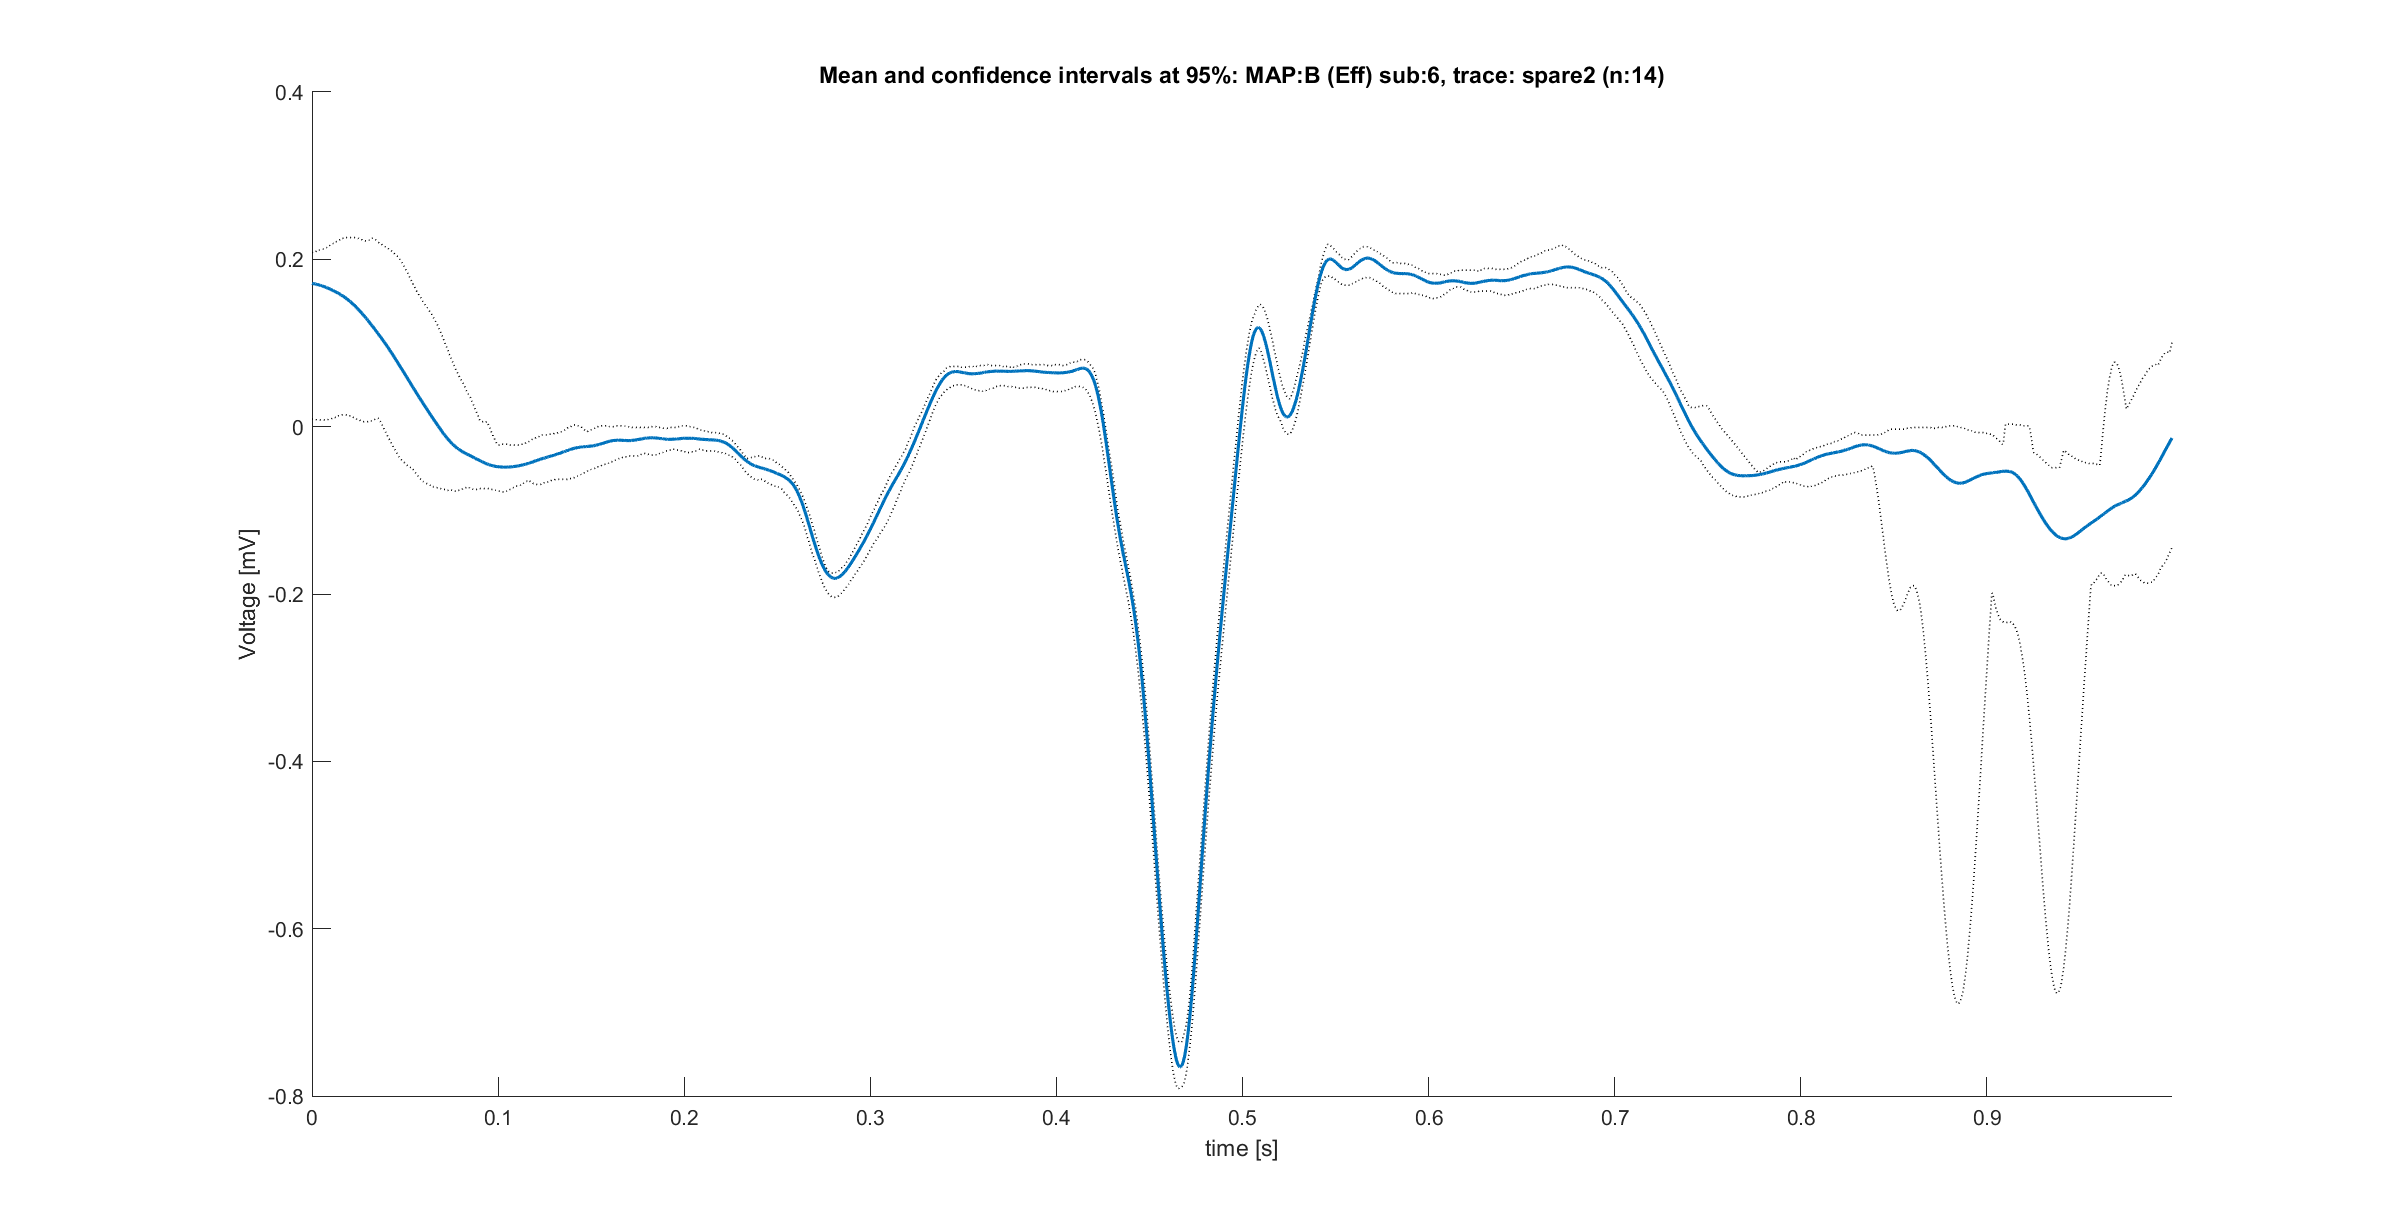 Mean and confidence intervals at 95%: MAP:B (Eff) sub:6, trace: spare2 (n:14)
0.4
0.2
0
-0.2
-0.4
-0.6
-0.8
Voltage [mV]
0 0.1 0.2 0.3 0.4 0.5 0.6 0.7 0.8 0.9
time [s]